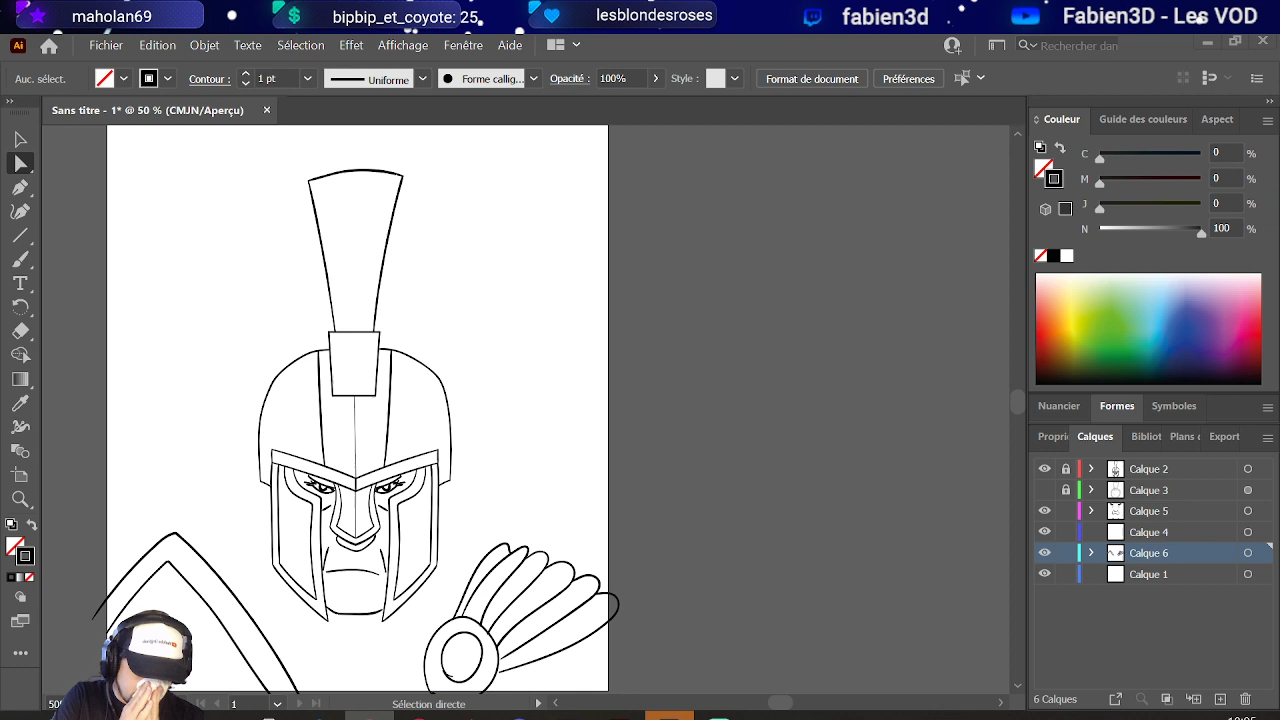 maholan69
bipbip_et_coyote: 25
lesblondesroses
fabien3d
Fabien3D - Les VOD
Ai
Fichier Edition Objet Texte Sélection Effet Affichage Fenêtre Aide
Rechercher dan
Auc. sélect.
Contour :
1 pt
Uniforme
Forme callig...
Opacité :
100%
Style :
Format de document
Préférences
Sans titre - 1* @ 50 % (CMJN/Aperçu)
Couleur
Guide des couleurs
Aspect
C 0 %
M 0 %
J 0 %
N 100 %
Nuancier
Formes
Symboles
Propri
Calques
Bibliot
Plans d
Export
Calque 2
Calque 3
Calque 5
Calque 4
Calque 6
Calque 1
6 Calques
1
Sélection directe